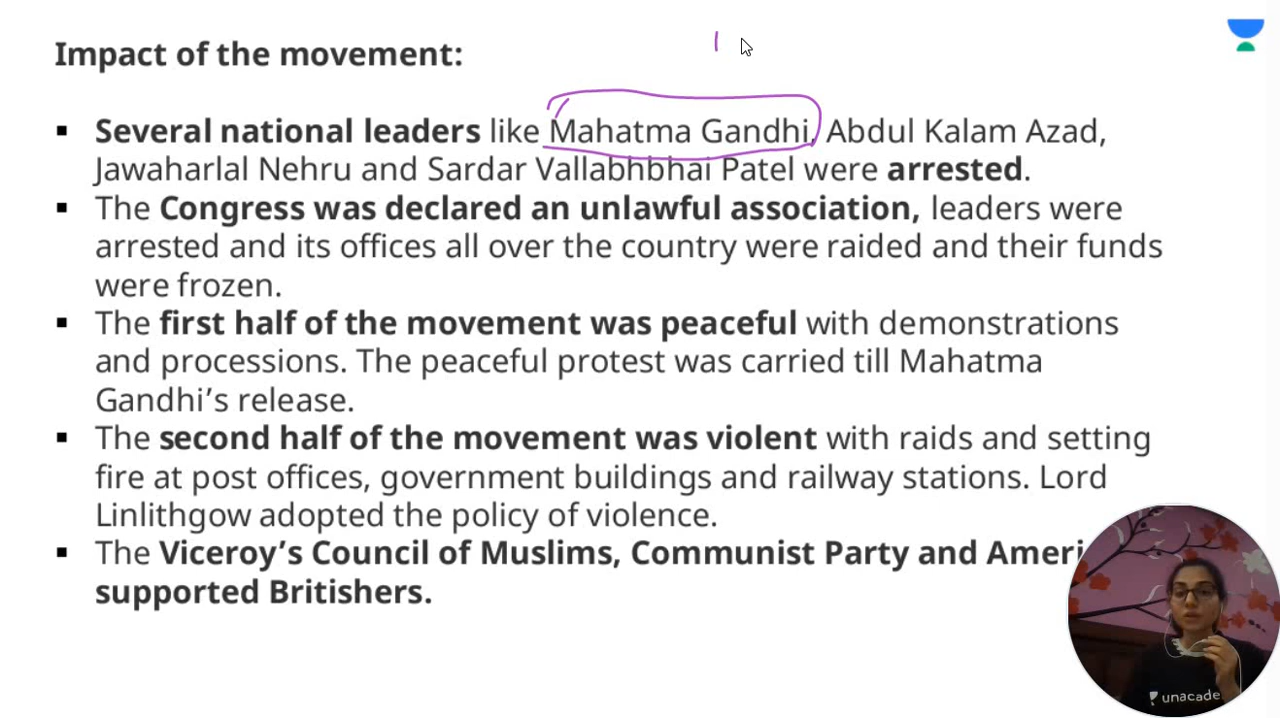 Impact of the movement:
▪ Several national leaders like Mahatma Gandhi, Abdul Kalam Azad,
Jawaharlal Nehru and Sardar Vallabhbhai Patel were arrested.
▪ The Congress was declared an unlawful association, leaders were
arrested and its offices all over the country were raided and their funds
were frozen.
▪ The first half of the movement was peaceful with demonstrations
and processions. The peaceful protest was carried till Mahatma
Gandhi’s release.
▪ The second half of the movement was violent with raids and setting
fire at post offices, government buildings and railway stations. Lord
Linlithgow adopted the policy of violence.
▪ The Viceroy’s Council of Muslims, Communist Party and Ameri
supported Britishers.
unacade